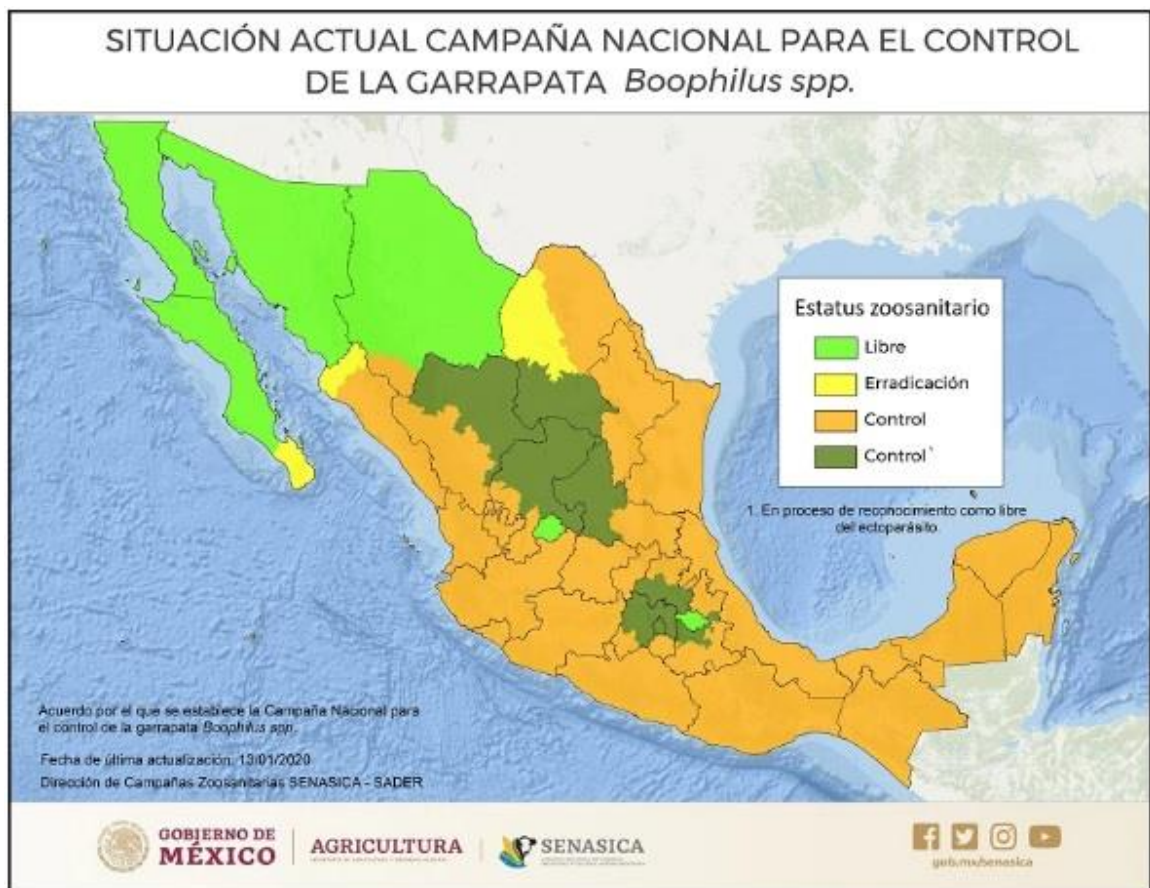 SITUACIÓN ACTUAL CAMPAÑA NACIONAL PARA EL CONTROL
DE LA GARRAPATA Boophilus spp.
Estatus zoosanitario
Libre
Erradicación
Control
Control`
1. En proceso de reconocimiento como libre
del ectoparásito.
Acuerdo por el que se establece la Campaña Nacional para
el control de la garrapata Boophilus spp.
Fecha de última actualización: 13/01/2020
Dirección de Campañas Zoosanitarias SENASICA - SADER
GOBIERNO DE
MÉXICO
AGRICULTURA
SENASICA
gob.mx/senasica